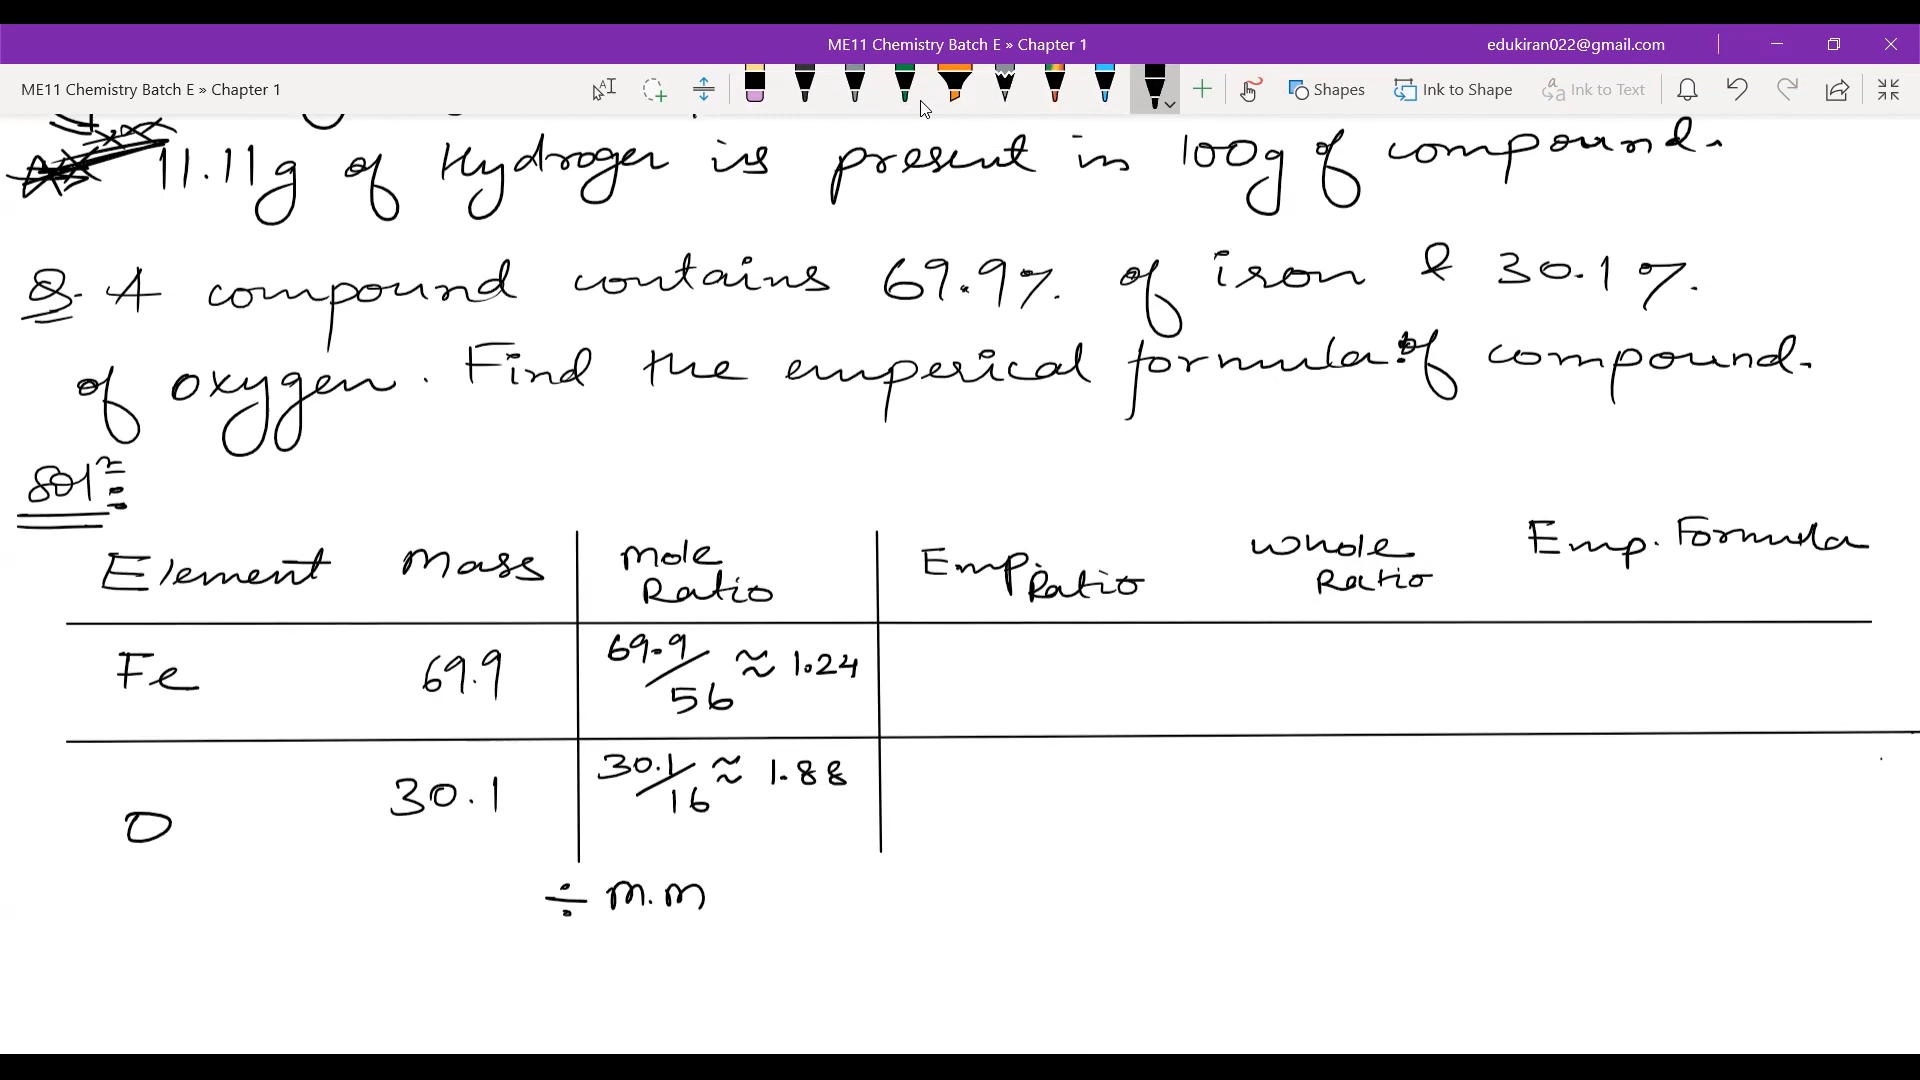 ME11 Chemistry Batch E » Chapter 1
edukiran022@gmail.com
ME11 Chemistry Batch E » Chapter 1
Shapes
Ink to Shape
Ink to Text
11.11g of Hydrogen is present in 100g of compound.
Q. A compound contains 69.9% of iron & 30.1%
of oxygen. Find the emperical formula of compound.
Solⁿ:
Element Mass Mole Ratio Emp. Ratio Whole Ratio Emp. Formula
Fe 69.9 69.9/56 ≈ 1.24
O 30.1 30.1/16 ≈ 1.88
÷ M.M